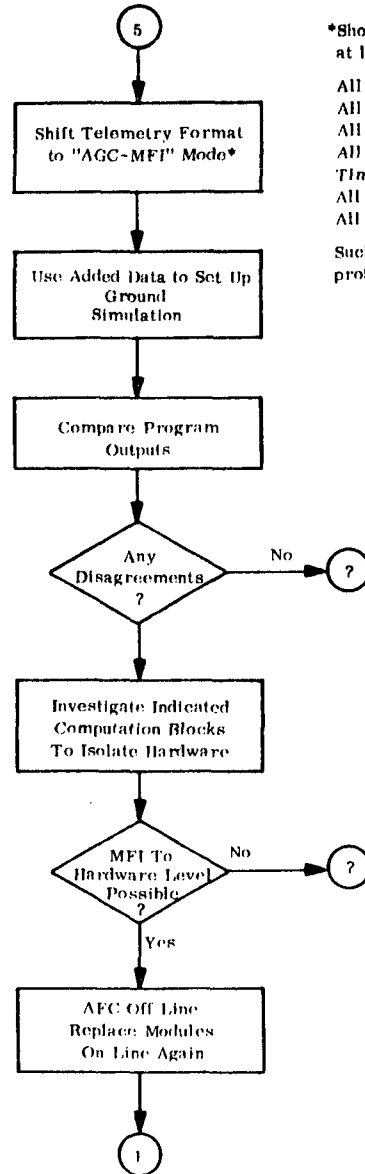 5
*Sho
at l
Shift Telemetry Format
to "AGC-MFI" Mode*
All
All
All
All
Tim
All
All
Suc
pro
Use Added Data to Set Up
Ground
Simulation
Compare Program
Outputs
Any
Disagreements
?
No
?
Investigate Indicated
Computation Blocks
To Isolate Hardware
MFI To
Hardware Level
Possible
?
No
?
Yes
AFC Off Line
Replace Modules
On Line Again
1